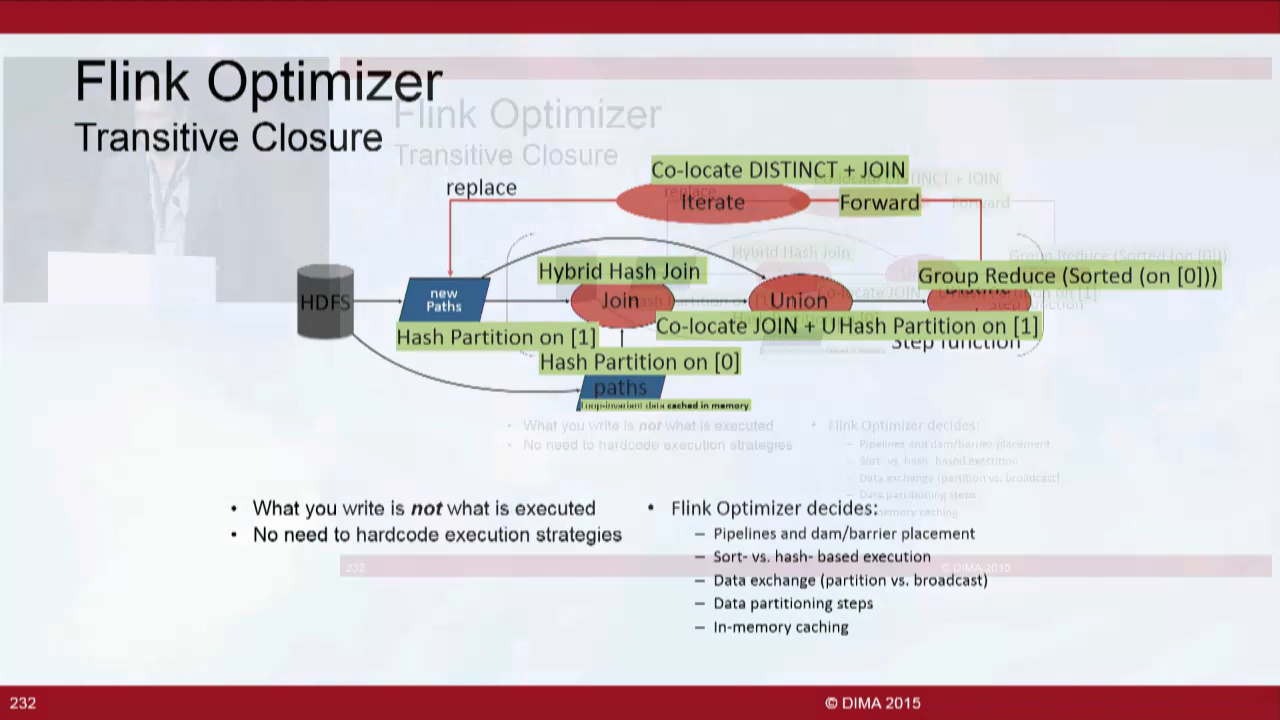 Flink Optimizer
Transitive Closure
Co-locate DISTINCT + JOIN
replace
Iterate
Forward
Hybrid Hash Join
Group Reduce (Sorted (on [0]))
HDFS
new
Paths
Join
Union
Hash Partition on [1]
Co-locate JOIN + U
Hash Partition on [1]
Step function
Hash Partition on [0]
paths
Loop-invariant data cached in memory
• What you write is not what is executed
• No need to hardcode execution strategies
• Flink Optimizer decides:
– Pipelines and dam/barrier placement
– Sort- vs. hash- based execution
– Data exchange (partition vs. broadcast)
– Data partitioning steps
– In-memory caching
232
© DIMA 2015